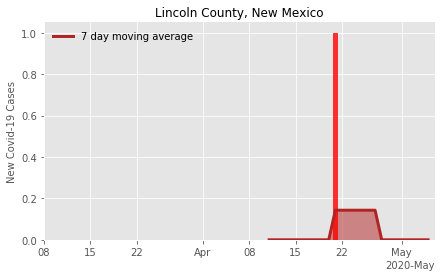 Lincoln County, New Mexico
7 day moving average
New Covid-19 Cases
1.0
0.8
0.6
0.4
0.2
0.0
08 15 22 Apr 08 15 22 May
2020-May